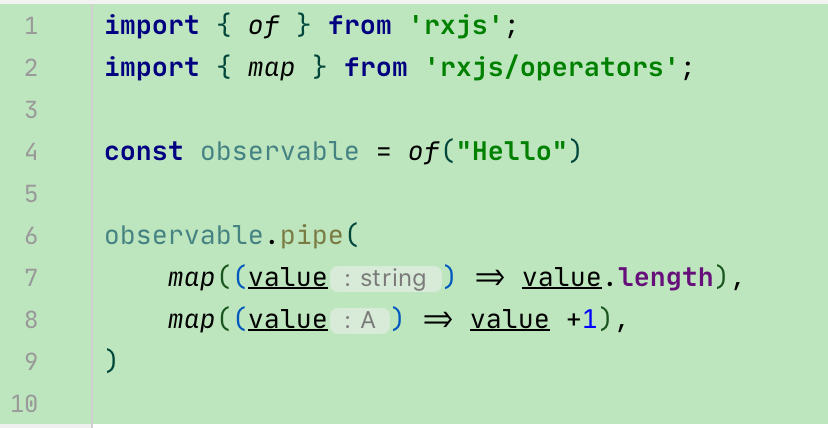 1 import { of } from 'rxjs';
2 import { map } from 'rxjs/operators';
3
4 const observable = of("Hello")
5
6 observable.pipe(
7 map((value : string ) => value.length),
8 map((value : A ) => value +1),
9 )
10